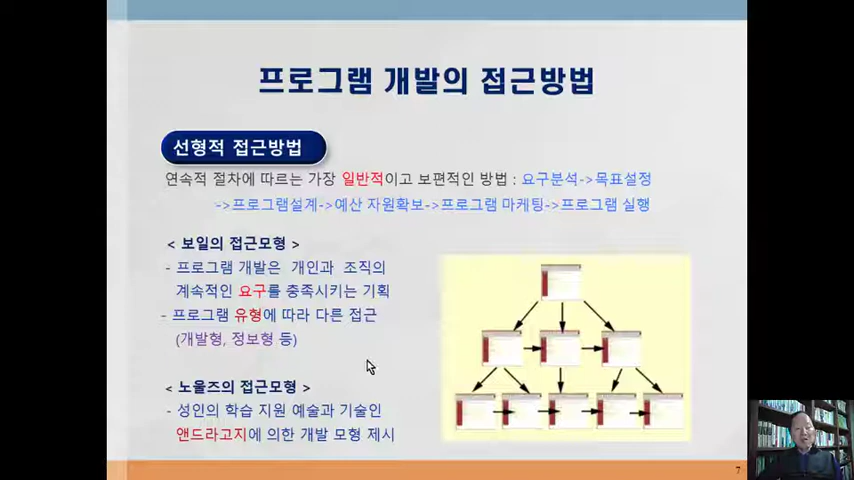 프로그램 개발의 접근방법
선형적 접근방법
연속적 절차에 따르는 가장 일반적이고 보편적인 방법 : 요구분석->목표설정
->프로그램설계->예산 자원확보->프로그램 마케팅->프로그램 실행
< 보일의 접근모형 >
- 프로그램 개발은 개인과 조직의
계속적인 요구를 충족시키는 기획
- 프로그램 유형에 따라 다른 접근
(개발형, 정보형 등)
< 노울즈의 접근모형 >
- 성인의 학습 지원 예술과 기술인
앤드라고지에 의한 개발 모형 제시
7